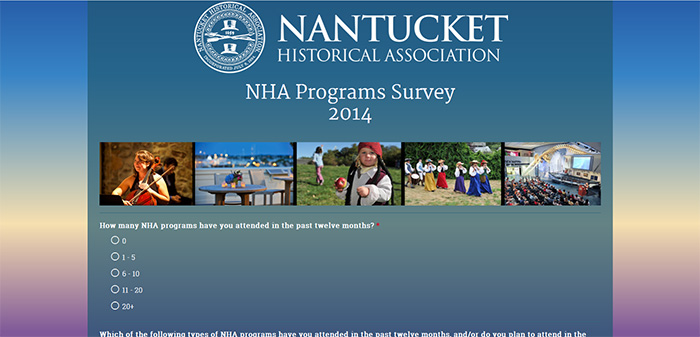 NANTUCKET HISTORICAL ASSOCIATION
NANTUCKET
HISTORICAL ASSOCIATION
NHA Programs Survey
2014
How many NHA programs have you attended in the past twelve months? *
0
1 - 5
6 - 10
11 - 20
20+
Which of the following types of NHA programs have you attended in the past twelve months, and/or do you plan to attend in the